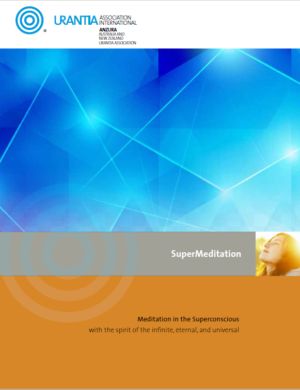 URANTIA ASSOCIATION
INTERNATIONAL
ANZURA
AUSTRALIA AND
NEW ZEALAND
URANTIA ASSOCIATION
SuperMeditation
Meditation in the Superconscious
with the spirit of the infinite, eternal, and universal